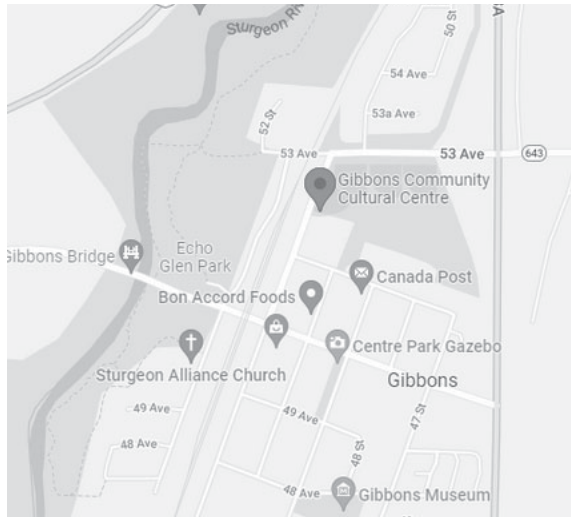 Sturgeon Ri
50 St
A
54 Ave
53a Ave
52 St
53 Ave
53 Ave
643
Gibbons Community
Cultural Centre
Gibbons Bridge
Echo
Glen Park
Canada Post
Bon Accord Foods
Centre Park Gazebo
Sturgeon Alliance Church
Gibbons
49 Ave
49 Ave
47 St
48 Ave
48 St
48 Ave
Gibbons Museum